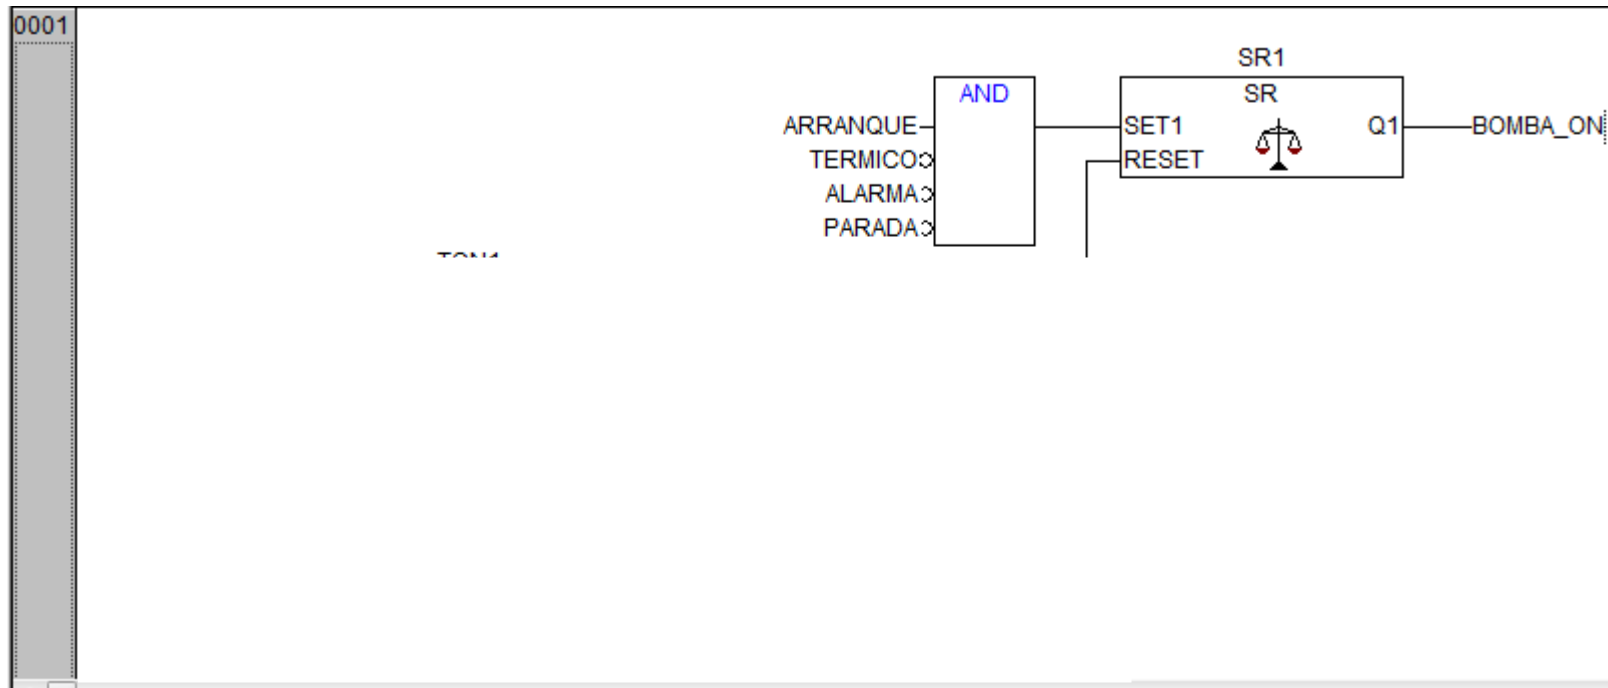 0001
SR1
AND
SR
ARRANQUE
SET1
Q1
BOMBA_ON
TERMICO
RESET
ALARMA
PARADA